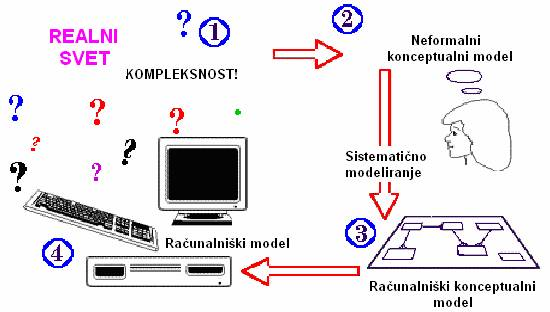 REALNI
SVET
?
1
KOMPLEKSNOST!
2
Neformalni
konceptualni model
?
?
?
?
?
?
?
Sistematično
modeliranje
3
Računalniški konceptualni
model
4
Računalniški model